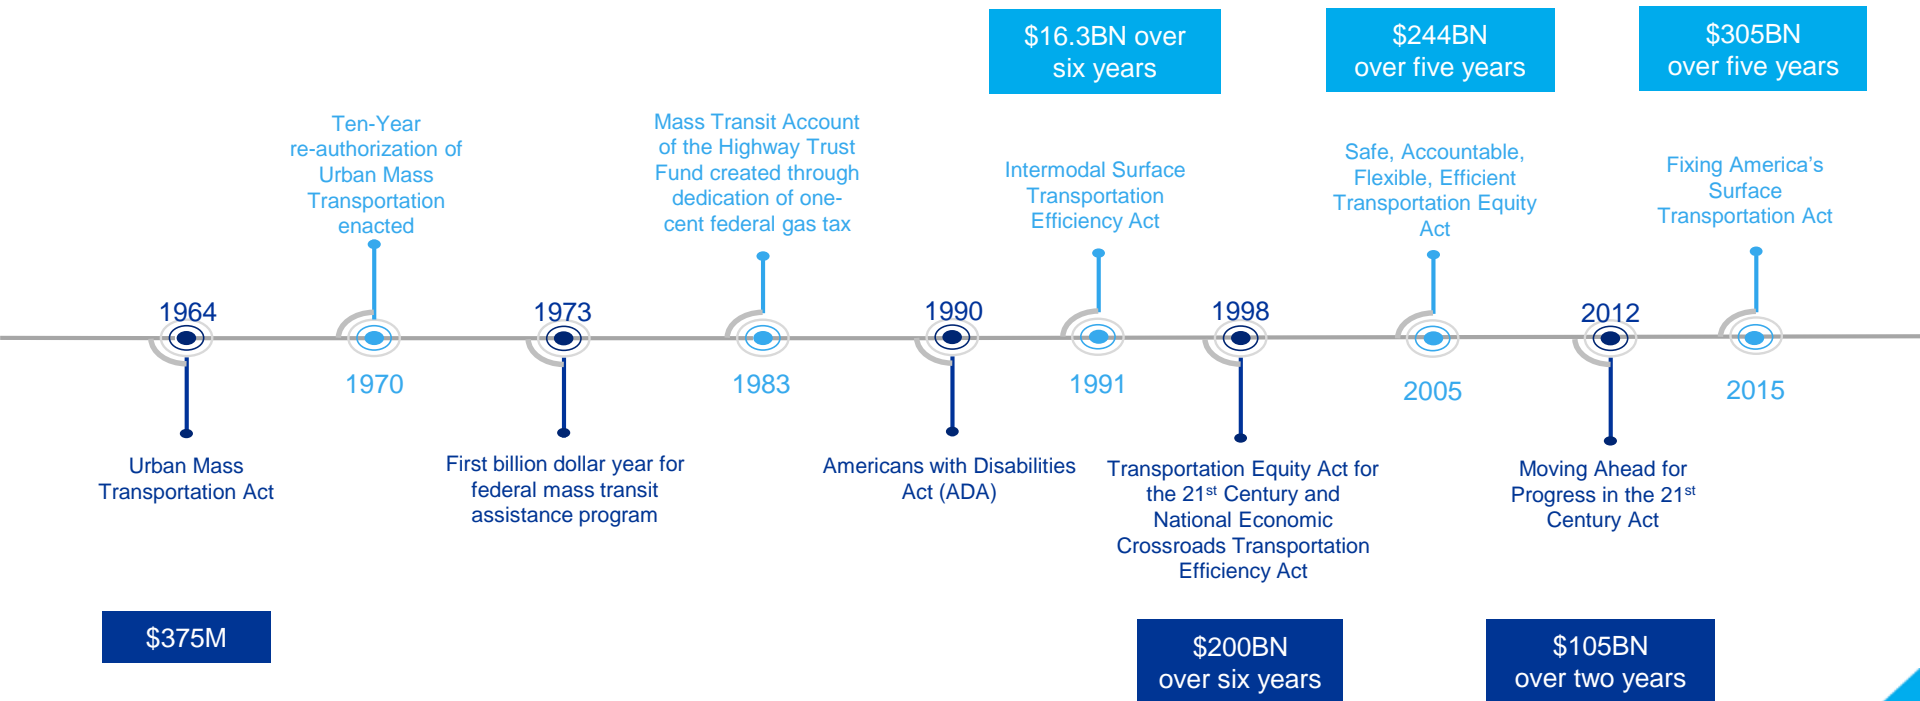 $16.3BN over
six years
$244BN
over five years
$305BN
over five years
Ten-Year
re-authorization of
Urban Mass
Transportation
enacted
Mass Transit Account
of the Highway Trust
Fund created through
dedication of one-
cent federal gas tax
Intermodal Surface
Transportation
Efficiency Act
Safe, Accountable,
Flexible, Efficient
Transportation Equity
Act
Fixing America’s
Surface
Transportation Act
1964
1973
1990
1998
2012
1970
1983
1991
2005
2015
Urban Mass
Transportation Act
First billion dollar year for
federal mass transit
assistance program
Americans with Disabilities
Act (ADA)
Transportation Equity Act for
the 21st Century and
National Economic
Crossroads Transportation
Efficiency Act
Moving Ahead for
Progress in the 21st
Century Act
$375M
$200BN
over six years
$105BN
over two years